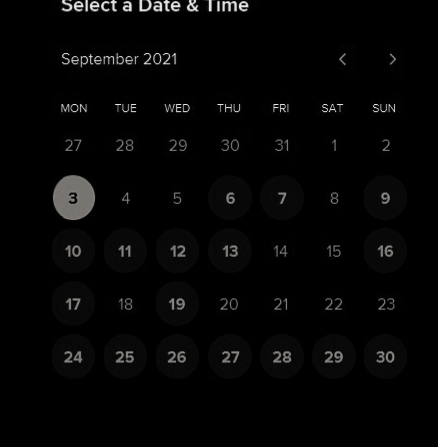 Select a Date & Time
September 2021
MON TUE WED THU FRI SAT SUN
27 28 29 30 31 1 2
3 4 5 6 7 8 9
10 11 12 13 14 15 16
17 18 19 20 21 22 23
24 25 26 27 28 29 30